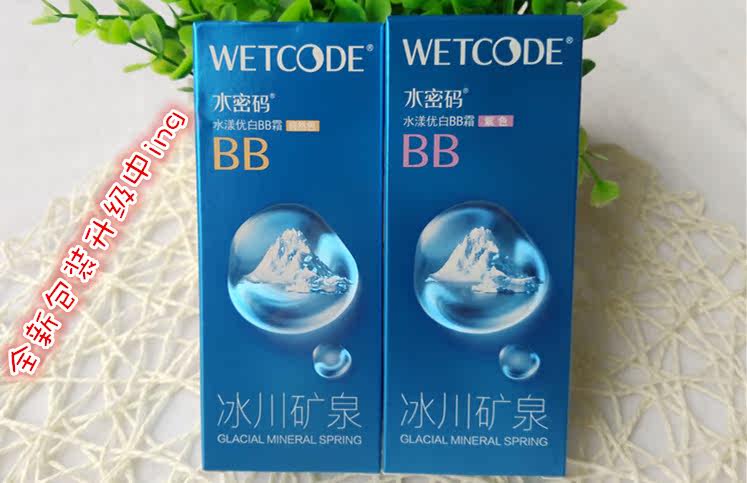 全新包装升级中ing
WETCODE®
水密码®
水漾优白BB霜 自然色
BB
冰川矿泉
GLACIAL MINERAL SPRING
WETCODE®
水密码®
水漾优白BB霜 紫色
BB
冰川矿泉
GLACIAL MINERAL SPRING